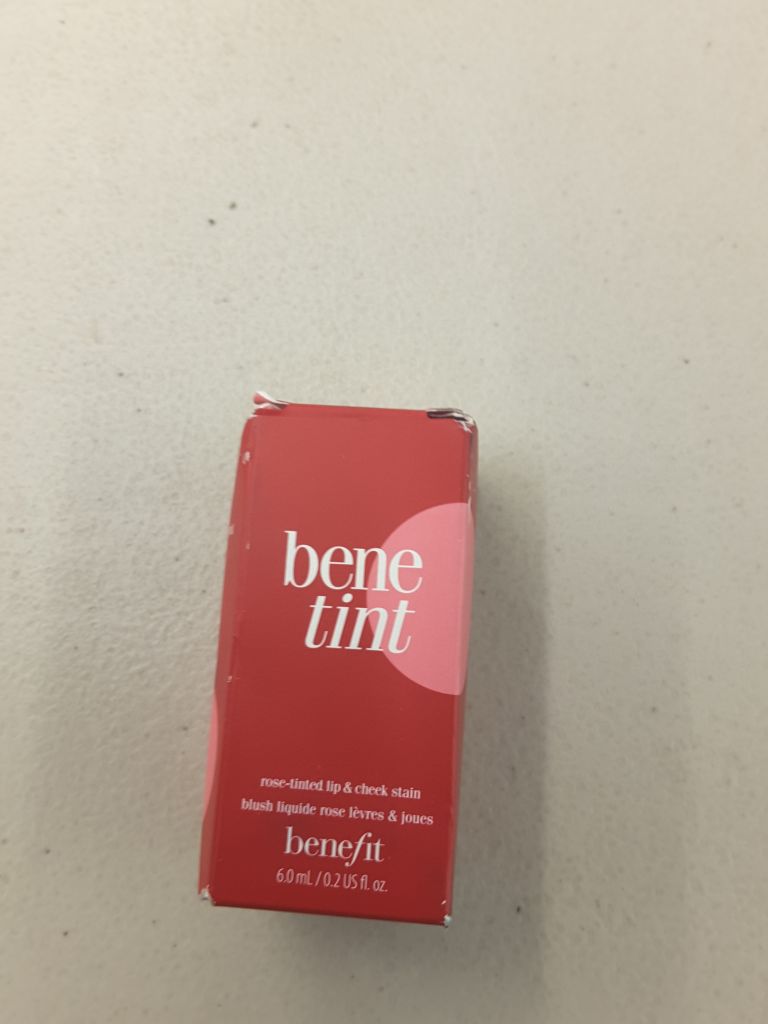 bene
tint
rose-tinted lip & cheek stain
blush liquide rose lèvres & joues
benefit
6.0 mL / 0.2 US fl. oz.